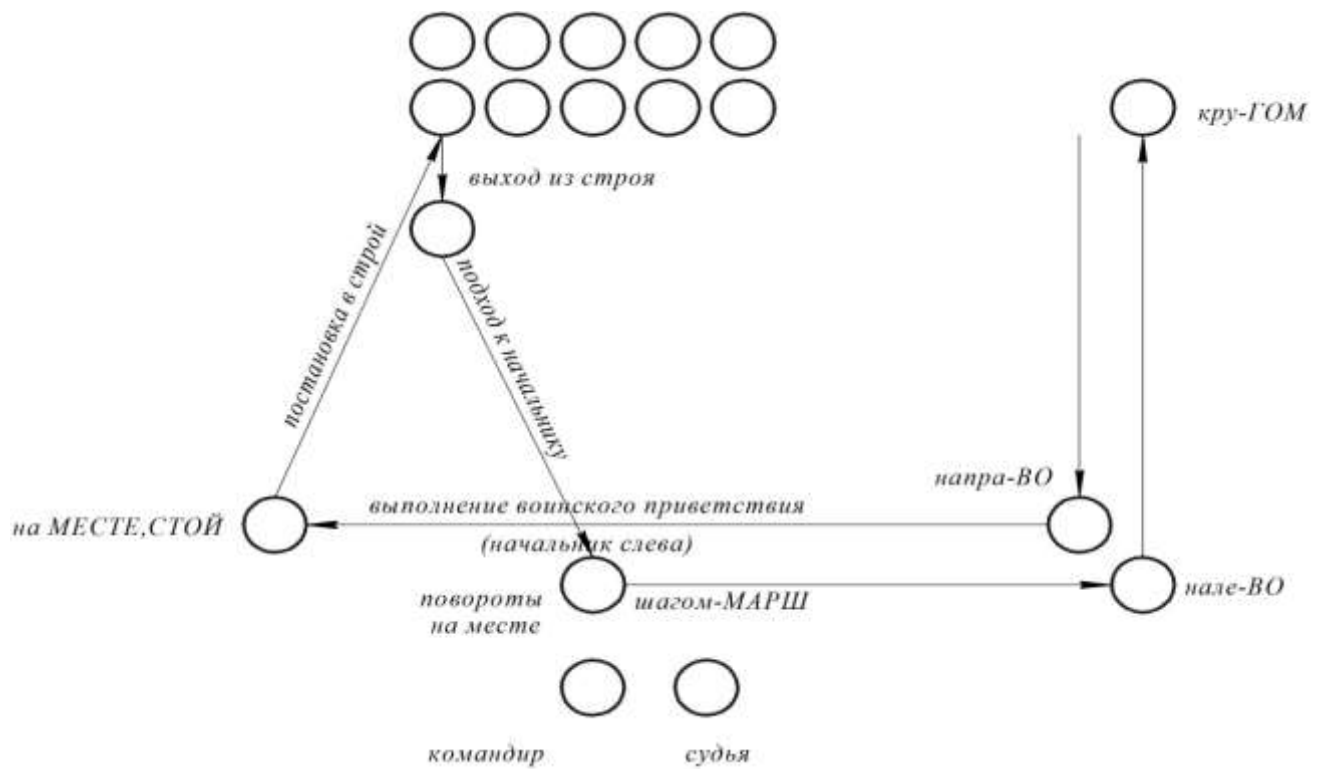 кру-ГОМ
выход из строя
постановка в строй
подход к начальнику
напра-ВО
выполнение воинского приветствия
на МЕСТЕ,СТОЙ
(начальник слева)
повороты
на месте
шагом-МАРШ
нале-ВО
командир
судья